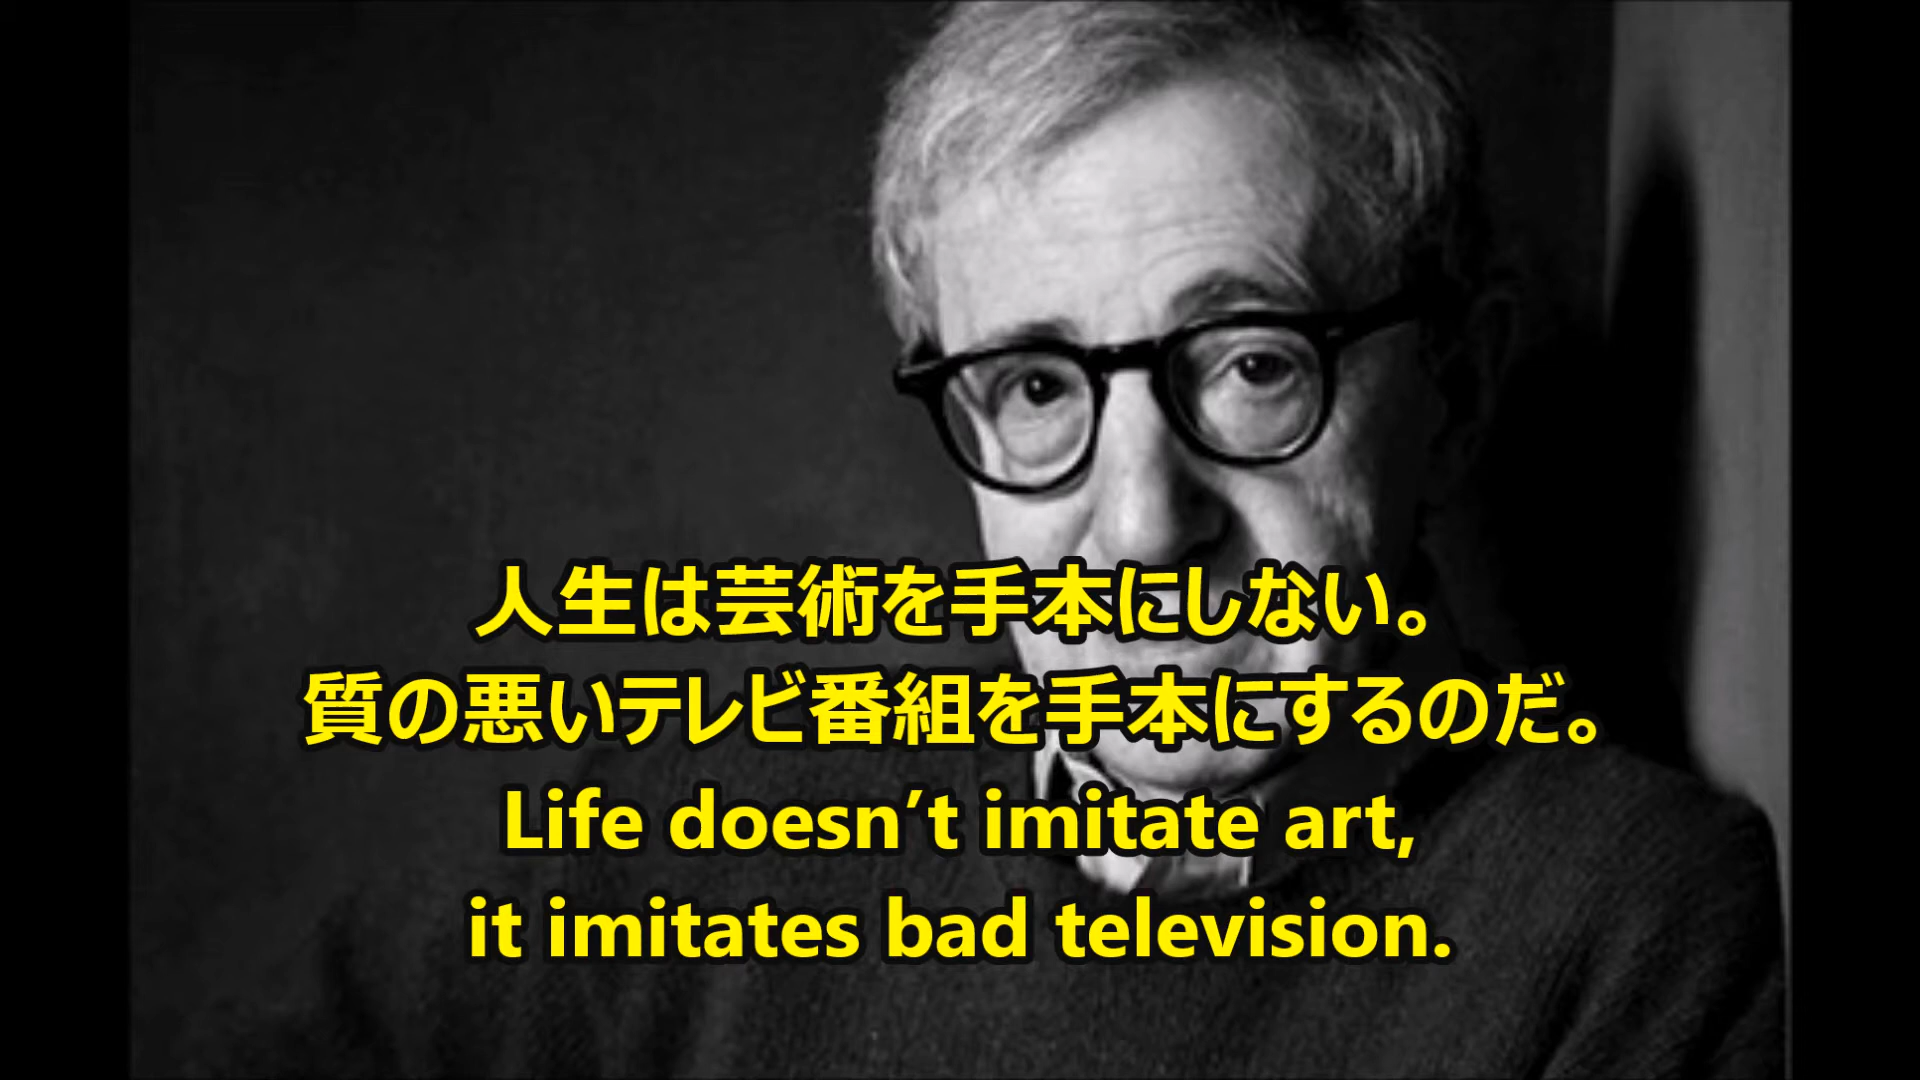 人生は芸術を手本にしない。
質の悪いテレビ番組を手本にするのだ。
Life doesn’t imitate art,
it imitates bad television.